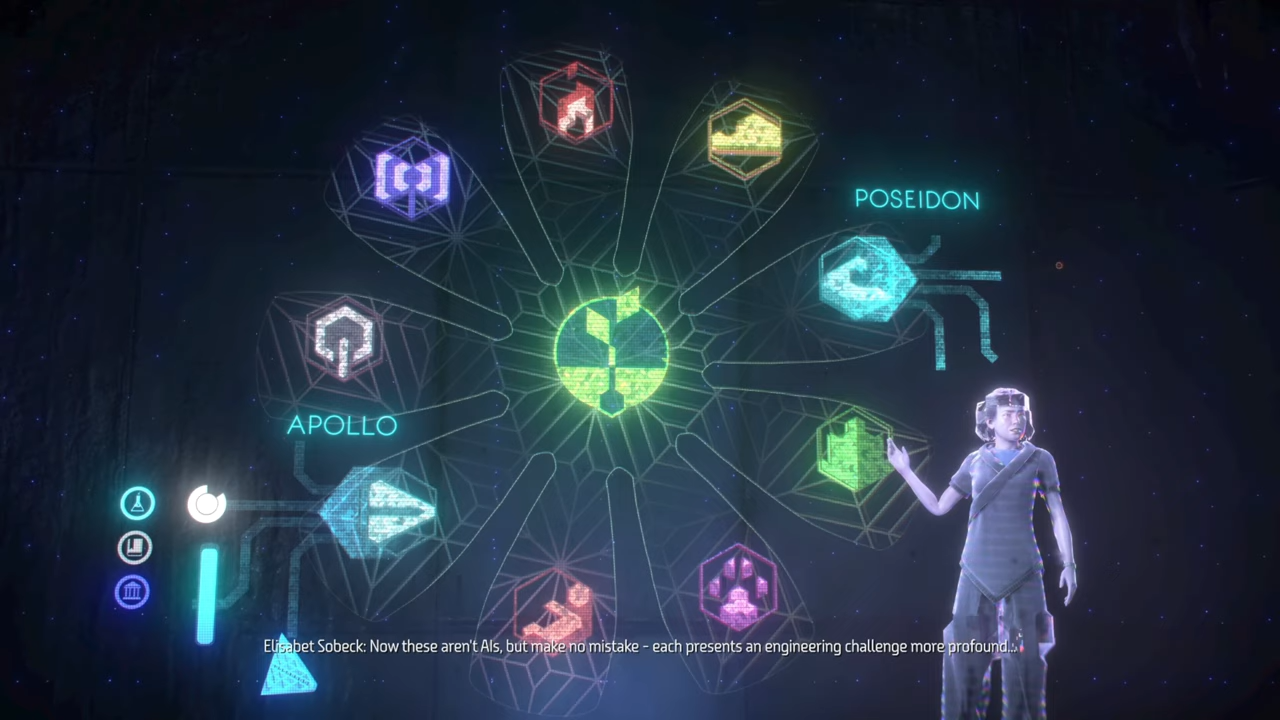 POSEIDON
APOLLO
Elisabet Sobeck: Now these aren't AIs, but make no mistake - each presents an engineering challenge more profound...